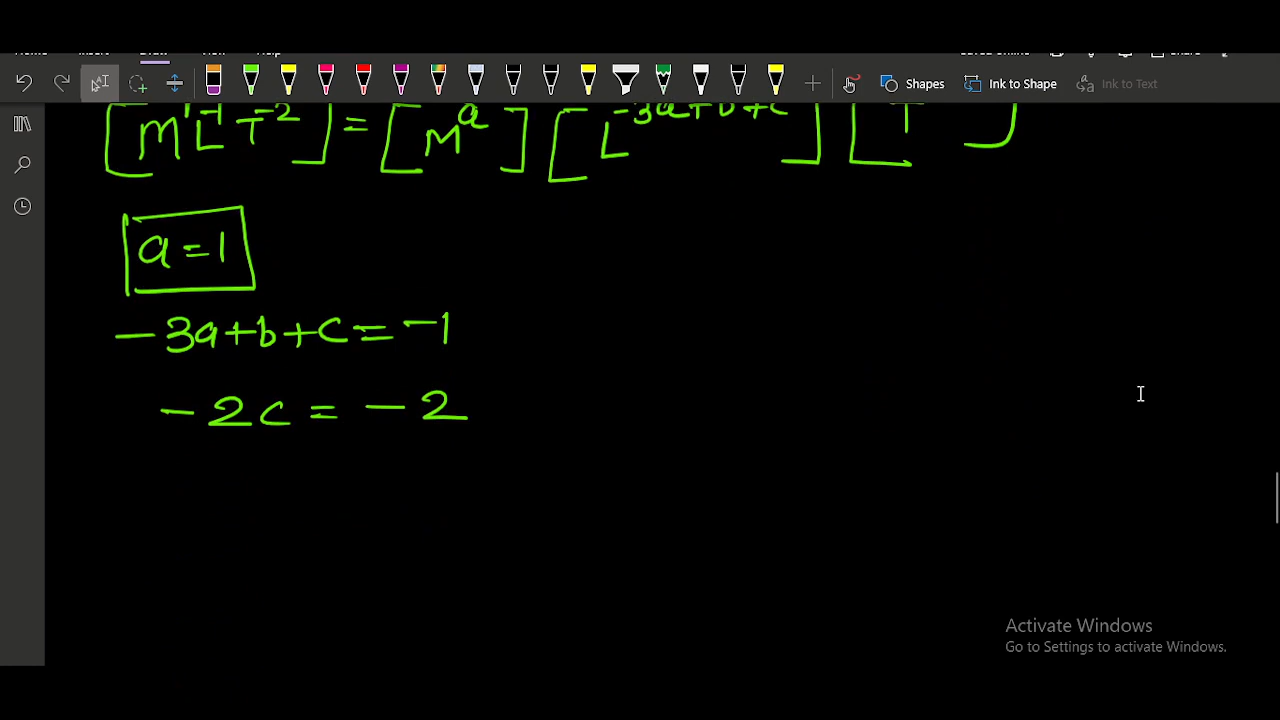 Shapes Ink to Shape Ink to Text
[M¹L⁻¹T⁻²] = [Mᵃ] [L⁻³ᵃ⁺ᵇ⁺ᶜ] [T ]
a = 1
-3a+b+c = -1
-2c = -2
Activate Windows
Go to Settings to activate Windows.